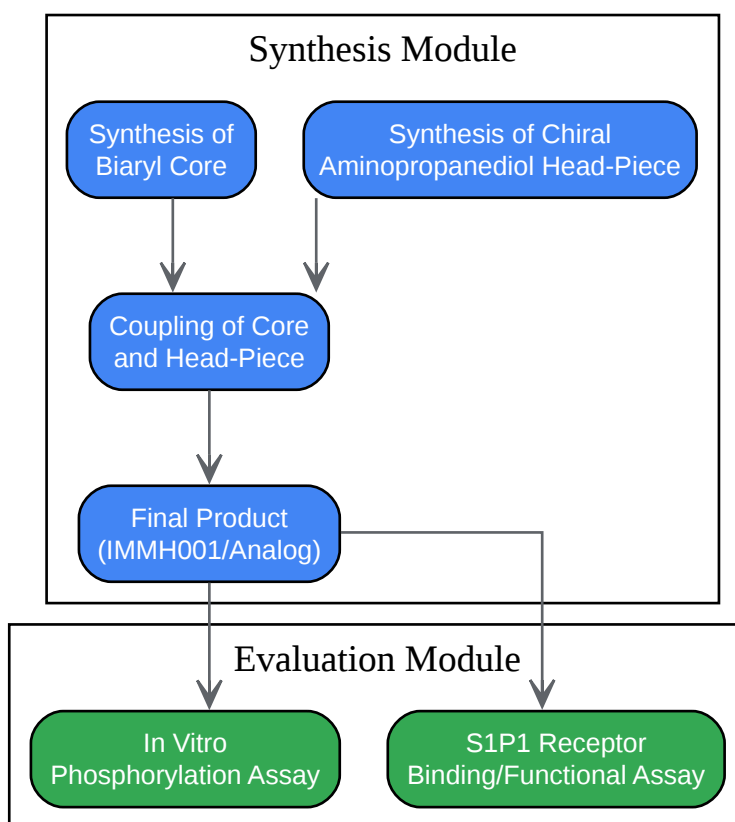 Synthesis Module
Synthesis of
Biaryl Core
Synthesis of Chiral
Aminopropanediol Head-Piece
Coupling of Core
and Head-Piece
Final Product
(IMMH001/Analog)
Evaluation Module
In Vitro
Phosphorylation Assay
S1P1 Receptor
Binding/Functional Assay